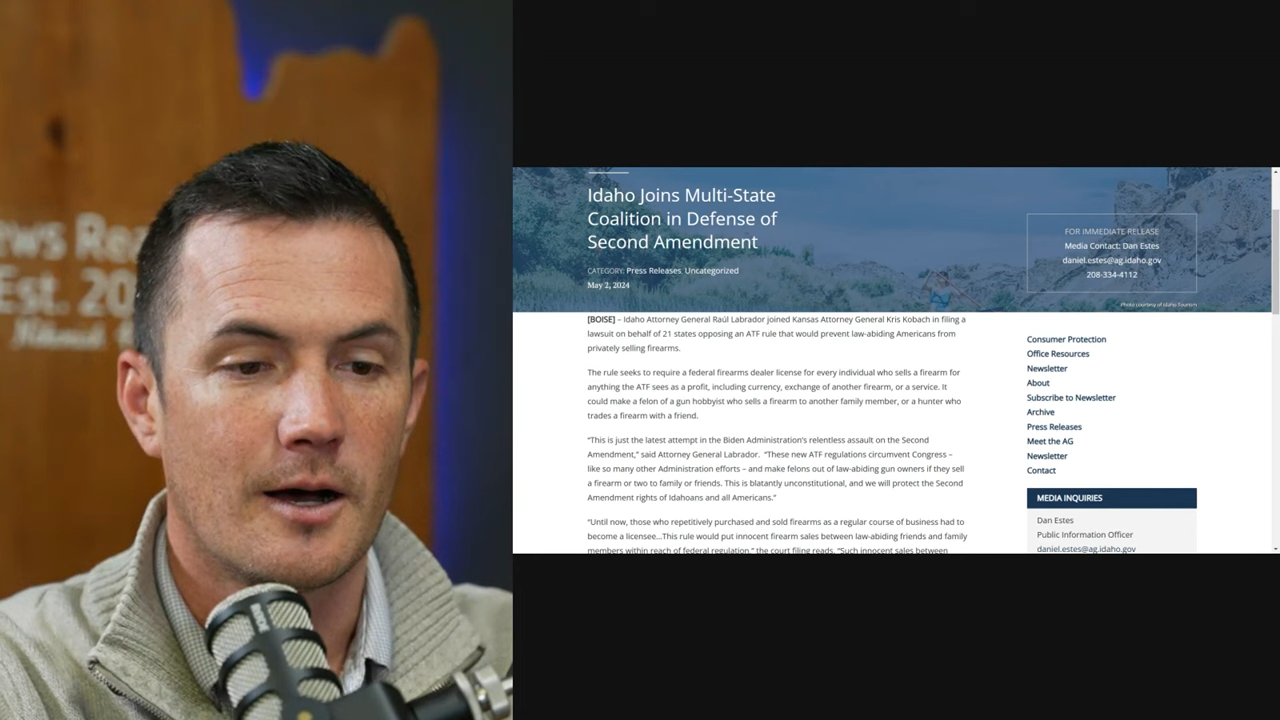 ws Rea
Est. 20
Idaho Joins Multi-State
Coalition in Defense of
Second Amendment
CATEGORY: Press Releases, Uncategorized
May 2, 2024
FOR IMMEDIATE RELEASE
Media Contact: Dan Estes
daniel.estes@ag.idaho.gov
208-334-4112
Photo courtesy of Idaho Tourism
[BOISE] – Idaho Attorney General Raúl Labrador joined Kansas Attorney General Kris Kobach in filing a
lawsuit on behalf of 21 states opposing an ATF rule that would prevent law-abiding Americans from
privately selling firearms.
The rule seeks to require a federal firearms dealer license for every individual who sells a firearm for
anything the ATF sees as a profit, including currency, exchange of another firearm, or a service. It
could make a felon of a gun hobbyist who sells a firearm to another family member, or a hunter who
trades a firearm with a friend.
“This is just the latest attempt in the Biden Administration’s relentless assault on the Second
Amendment,” said Attorney General Labrador.  “These new ATF regulations circumvent Congress –
like so many other Administration efforts – and make felons out of law-abiding gun owners if they sell
a firearm or two to family or friends. This is blatantly unconstitutional, and we will protect the Second
Amendment rights of Idahoans and all Americans.”
“Until now, those who repetitively purchased and sold firearms as a regular course of business had to
become a licensee…This rule would put innocent firearm sales between law-abiding friends and family
members within reach of federal regulation,” the court filing reads. “Such innocent sales between
Consumer Protection
Office Resources
Newsletter
About
Subscribe to Newsletter
Archive
Press Releases
Meet the AG
Newsletter
Contact
MEDIA INQUIRIES
Dan Estes
Public Information Officer
daniel.estes@ag.idaho.gov